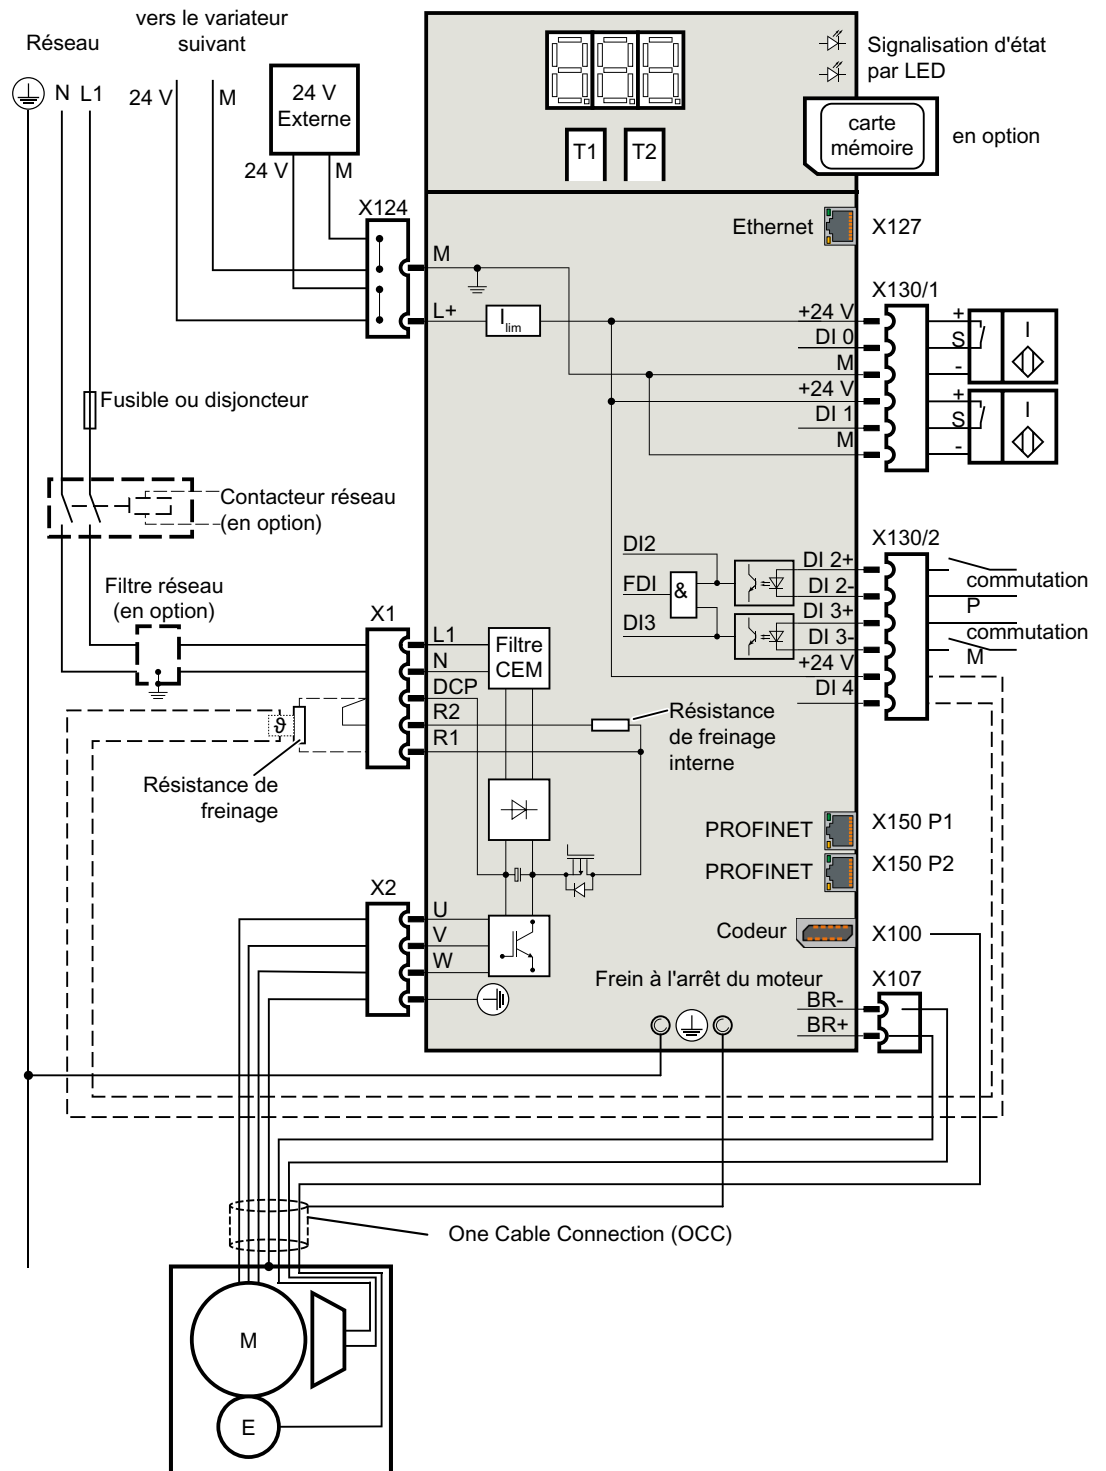 vers le variateur
suivant
Réseau
N L1
24 V
M
24 V
Externe
24 V
M
X124
T1
T2
Signalisation d'état
par LED
carte
mémoire
en option
Ethernet
X127
M
L+
I lim
X130/1
+24 V
DI 0
M
+24 V
DI 1
M
+
S
-
I
+
S
-
I
Fusible ou disjoncteur
Contacteur réseau
(en option)
Filtre réseau
(en option)
X130/2
DI2
FDI
&
DI3
DI 2+
DI 2-
DI 3+
DI 3-
+24 V
DI 4
commutation
P
commutation
M
X1
L1
N
DCP
R2
R1
Filtre
CEM
Résistance
de freinage
interne
ϑ
Résistance de
freinage
PROFINET
X150 P1
PROFINET
X150 P2
X2
U
V
W
Codeur
X100
Frein à l'arrêt du moteur
X107
BR-
BR+
One Cable Connection (OCC)
M
E